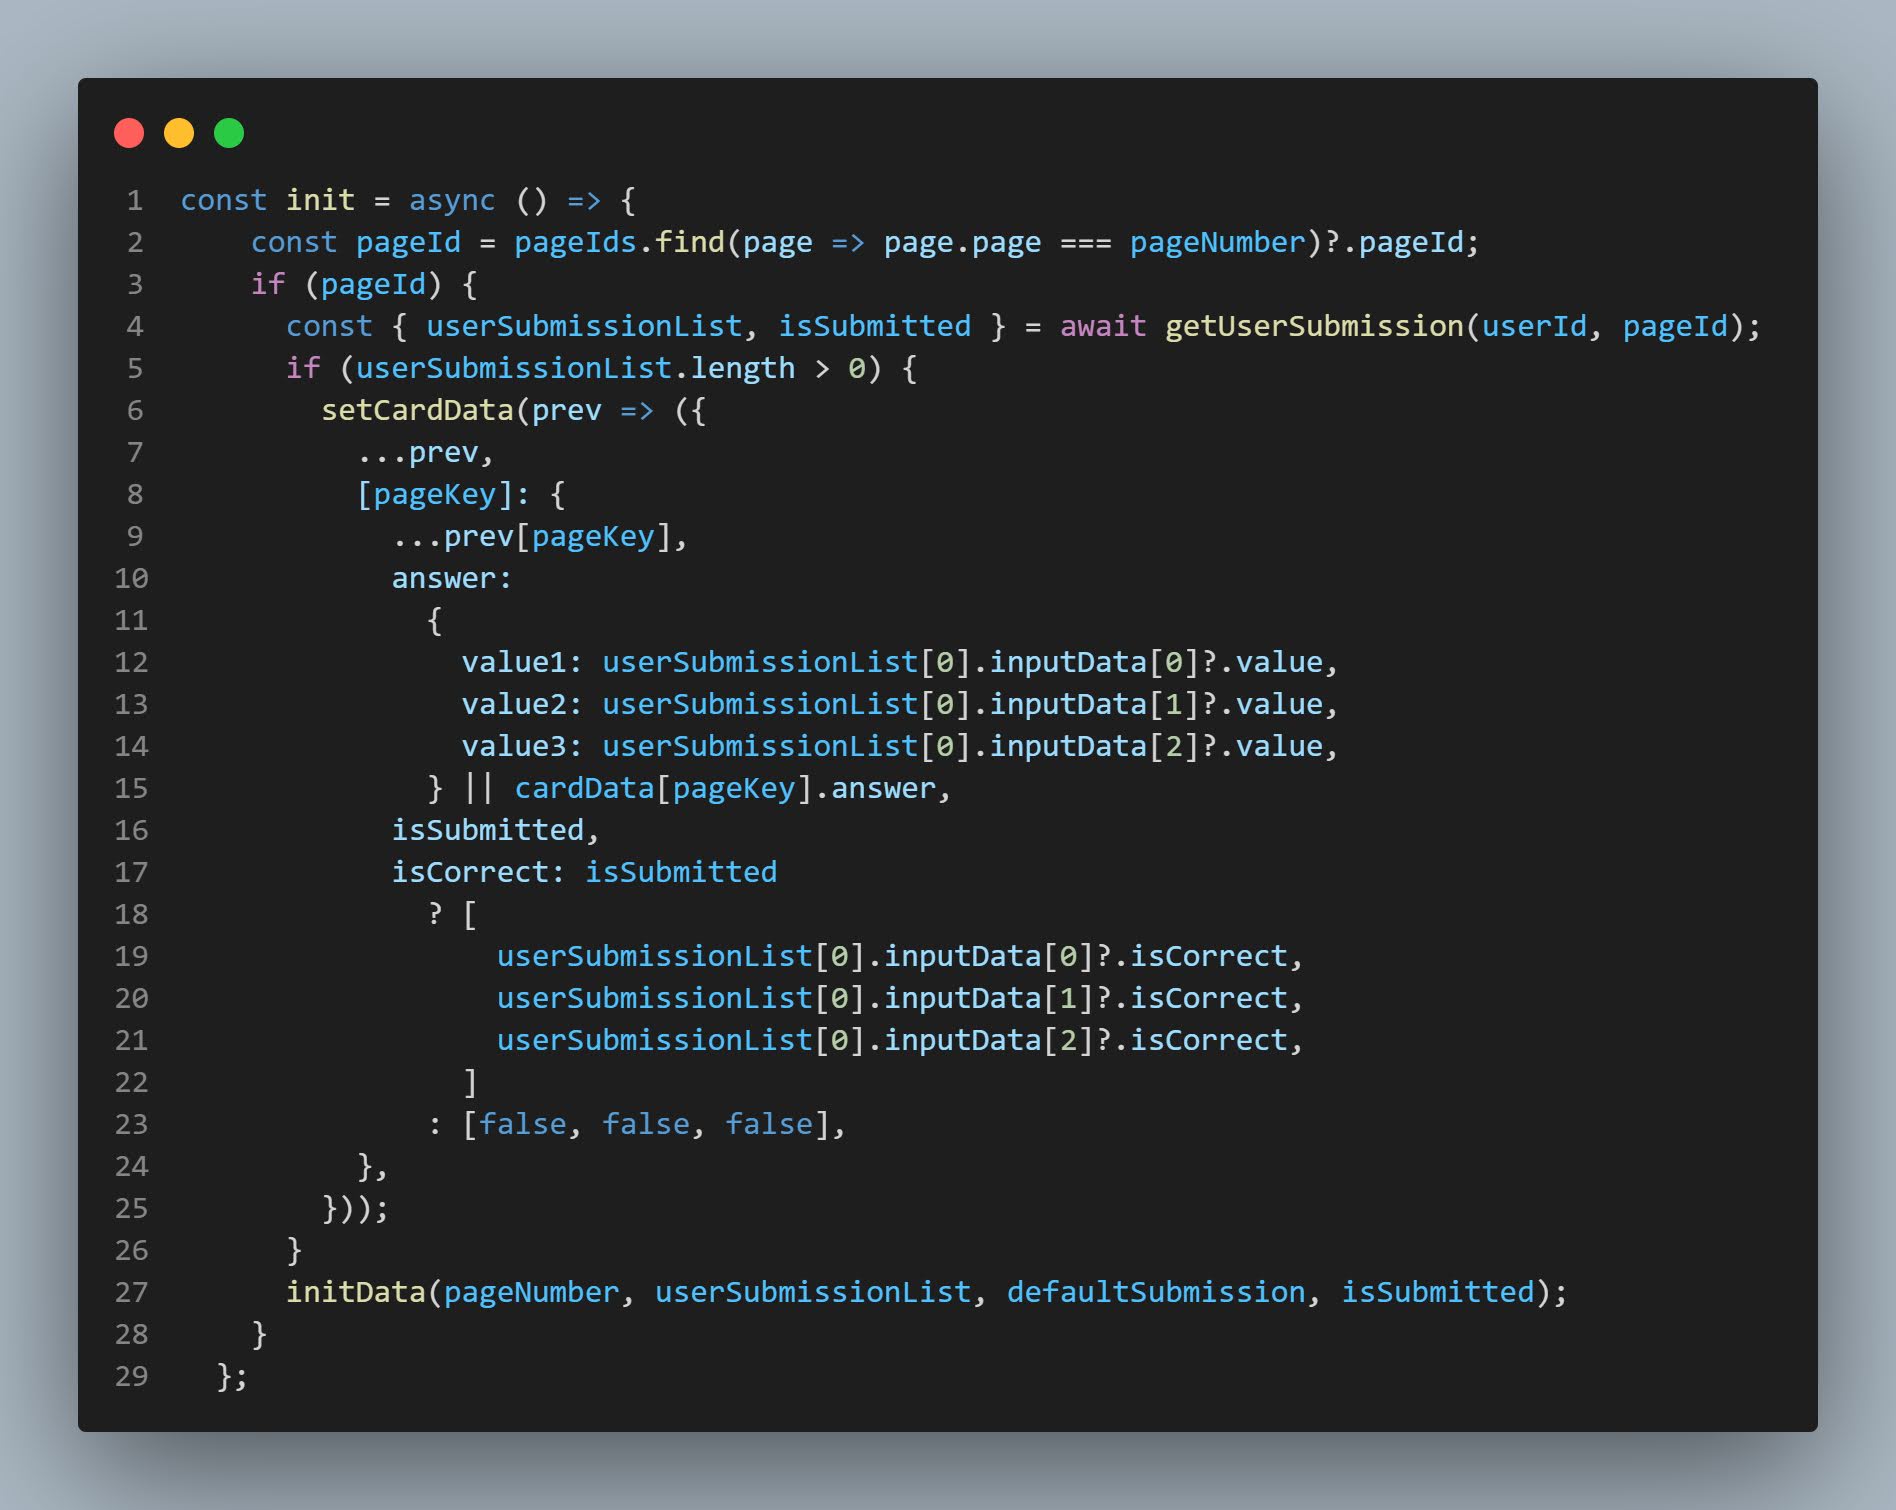 1 const init = async () => {
2     const pageId = pageIds.find(page => page.page === pageNumber)?.pageId;
3     if (pageId) {
4       const { userSubmissionList, isSubmitted } = await getUserSubmission(userId, pageId);
5       if (userSubmissionList.length > 0) {
6         setCardData(prev => ({
7           ...prev,
8           [pageKey]: {
9             ...prev[pageKey],
10             answer:
11               {
12                 value1: userSubmissionList[0].inputData[0]?.value,
13                 value2: userSubmissionList[0].inputData[1]?.value,
14                 value3: userSubmissionList[0].inputData[2]?.value,
15               } || cardData[pageKey].answer,
16             isSubmitted,
17             isCorrect: isSubmitted
18               ? [
19                   userSubmissionList[0].inputData[0]?.isCorrect,
20                   userSubmissionList[0].inputData[1]?.isCorrect,
21                   userSubmissionList[0].inputData[2]?.isCorrect,
22                 ]
23               : [false, false, false],
24           },
25         }));
26       }
27       initData(pageNumber, userSubmissionList, defaultSubmission, isSubmitted);
28     }
29   };